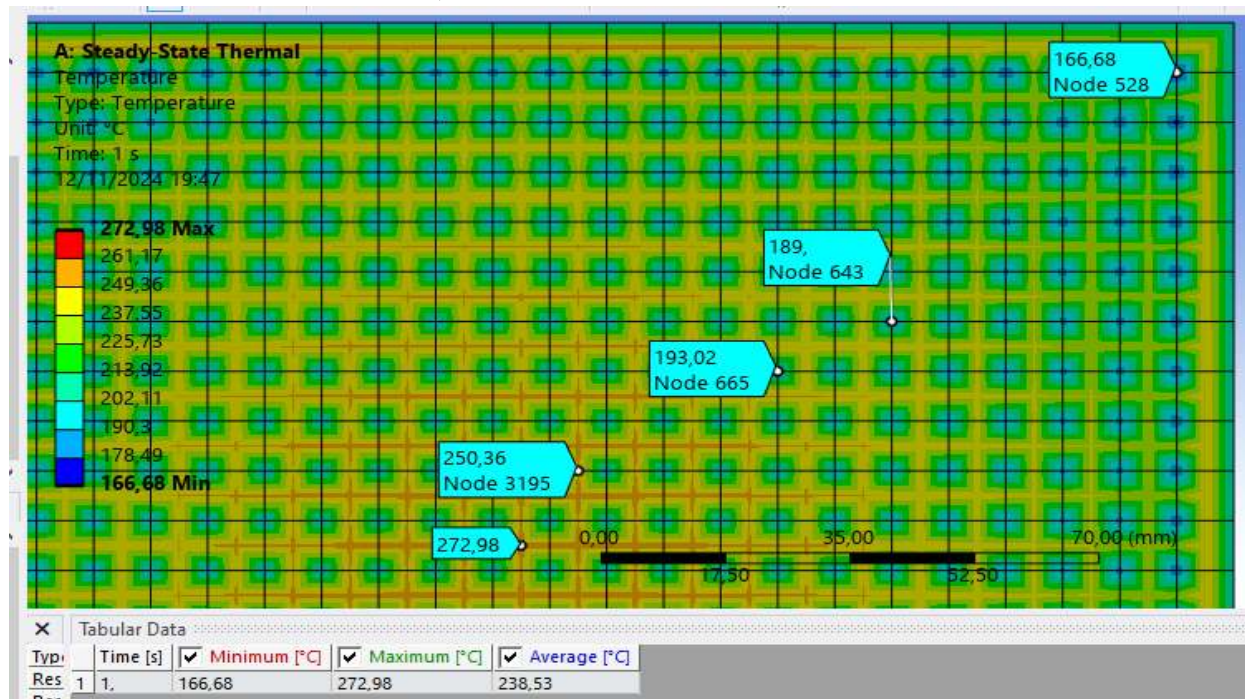 A: Steady-State Thermal
Temperature
Type: Temperature
Unit: °C
Time: 1 s
12/11/2024 19:47
272,98 Max
261,17
249,36
237,55
225,73
213,92
202,11
190,3
178,49
166,68 Min
166,68
Node 528
189,
Node 643
193,02
Node 665
250,36
Node 3195
272,98
0,00 35,00 70,00 (mm)
17,50 52,50
Tabular Data
Time [s] Minimum [°C] Maximum [°C] Average [°C]
1 1, 166,68 272,98 238,53
Res